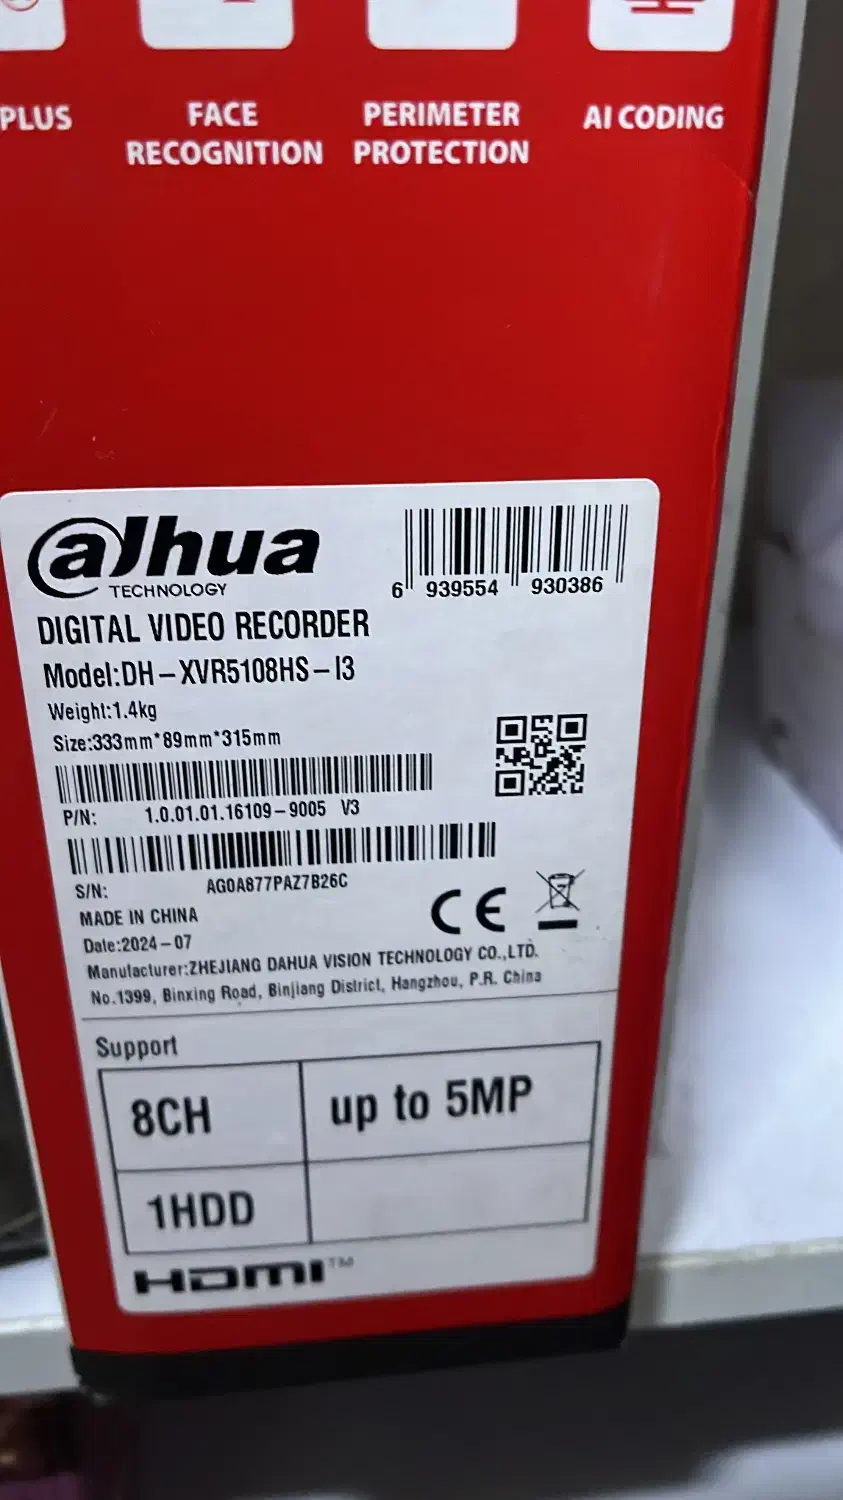 PLUS
FACE
RECOGNITION
PERIMETER
PROTECTION
AI CODING
alhua
TECHNOLOGY
6 939554 930386
DIGITAL VIDEO RECORDER
Model:DH-XVR5108HS-I3
Weight:1.4kg
Size:333mm*89mm*315mm
P/N: 1.0.01.01.16109-9005 V3
S/N: AG0A877PAZ7B26C
MADE IN CHINA
CE
Date:2024-07
Manufacturer:ZHEJIANG DAHUA VISION TECHNOLOGY CO.,LTD.
No.1399, Binxing Road, Binjiang District, Hangzhou, P.R. China
Support
8CH up to 5MP
1HDD
HDMI™